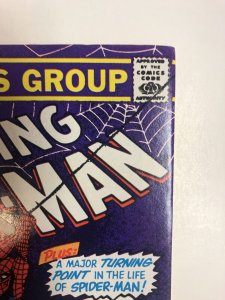 S GROUP
APPROVED
BY THE
COMICS
CODE
AUTHORITY
ING
-MAN
PLUS:
A MAJOR TURNING
POINT IN THE LIFE
OF SPIDER-MAN!